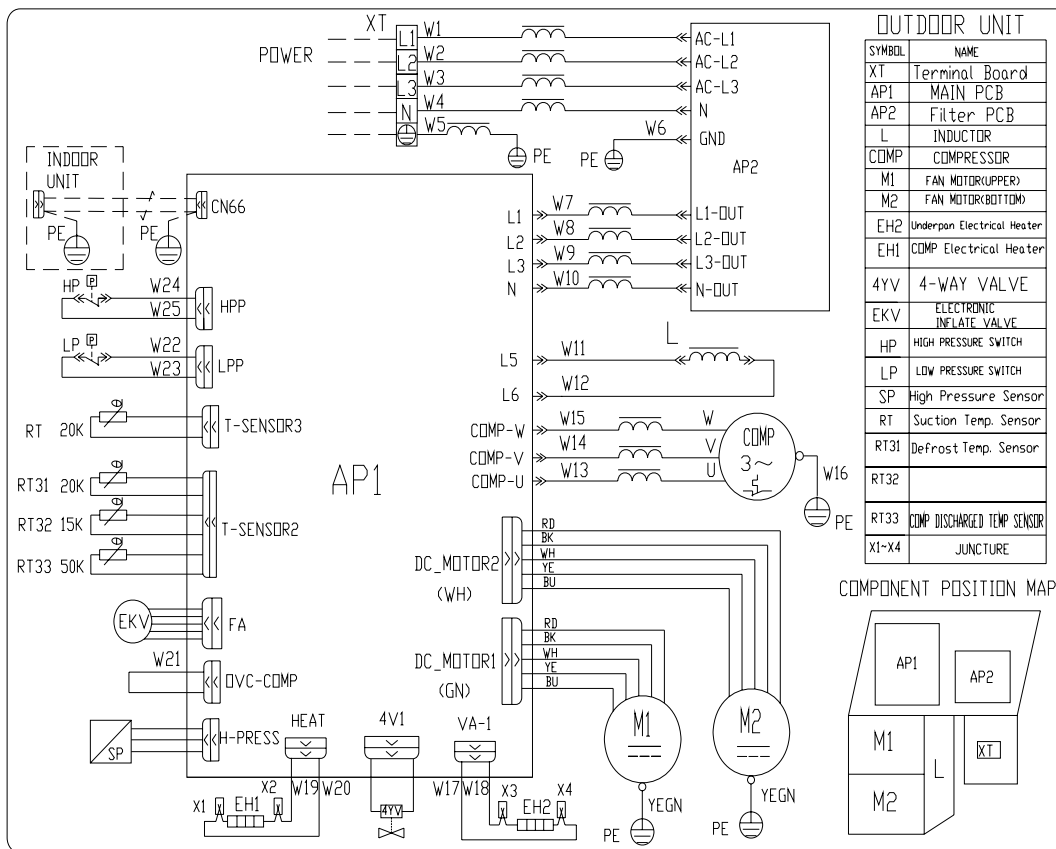 XT
POWER
L1 W1
L2 W2
L3 W3
N W4
W5
PE
AC-L1
AC-L2
AC-L3
N
GND
W6
PE
AP2
L1-OUT
L2-OUT
L3-OUT
N-OUT
INDOOR
UNIT
PE
PE
CN66
L1 W7
L2 W8
L3 W9
N W10
HP P W24
W25
HPP
LP P W22
W23
LPP
L5 W11 L
L6 W12
RT 20K
T-SENSOR3
COMP-W W15 W
COMP-V W14 V
COMP-U W13 U
COMP
3~
W16
PE
RT31 20K
RT32 15K
RT33 50K
θ
θ
θ
θ
T-SENSOR2
AP1
DC_MOTOR2
(WH)
RD
BK
WH
YE
BU
EKV
FA
DC_MOTOR1
(GN)
RD
BK
WH
YE
BU
W21
OVC-COMP
SP
H-PRESS
HEAT
4V1
VA-1
M1
M2
X1 EH1 X2
W19 W20
4YV
W17 W18
X3 EH2 X4
YEGN
PE
YEGN
PE
OUTDOOR UNIT
SYMBOL NAME
XT Terminal Board
AP1 MAIN PCB
AP2 Filter PCB
L INDUCTOR
COMP COMPRESSOR
M1 FAN MOTOR(UPPER)
M2 FAN MOTOR(BOTTOM)
EH2 Underpan Electrical Heater
EH1 COMP Electrical Heater
4YV 4-WAY VALVE
EKV ELECTRONIC
INFLATE VALVE
HP HIGH PRESSURE SWITCH
LP LOW PRESSURE SWITCH
SP High Pressure Sensor
RT Suction Temp. Sensor
RT31 Defrost Temp. Sensor
RT32
RT33 COMP DISCHARGED TEMP SENSOR
X1~X4 JUNCTURE
COMPONENT POSITION MAP
AP1
AP2
M1
L
XT
M2